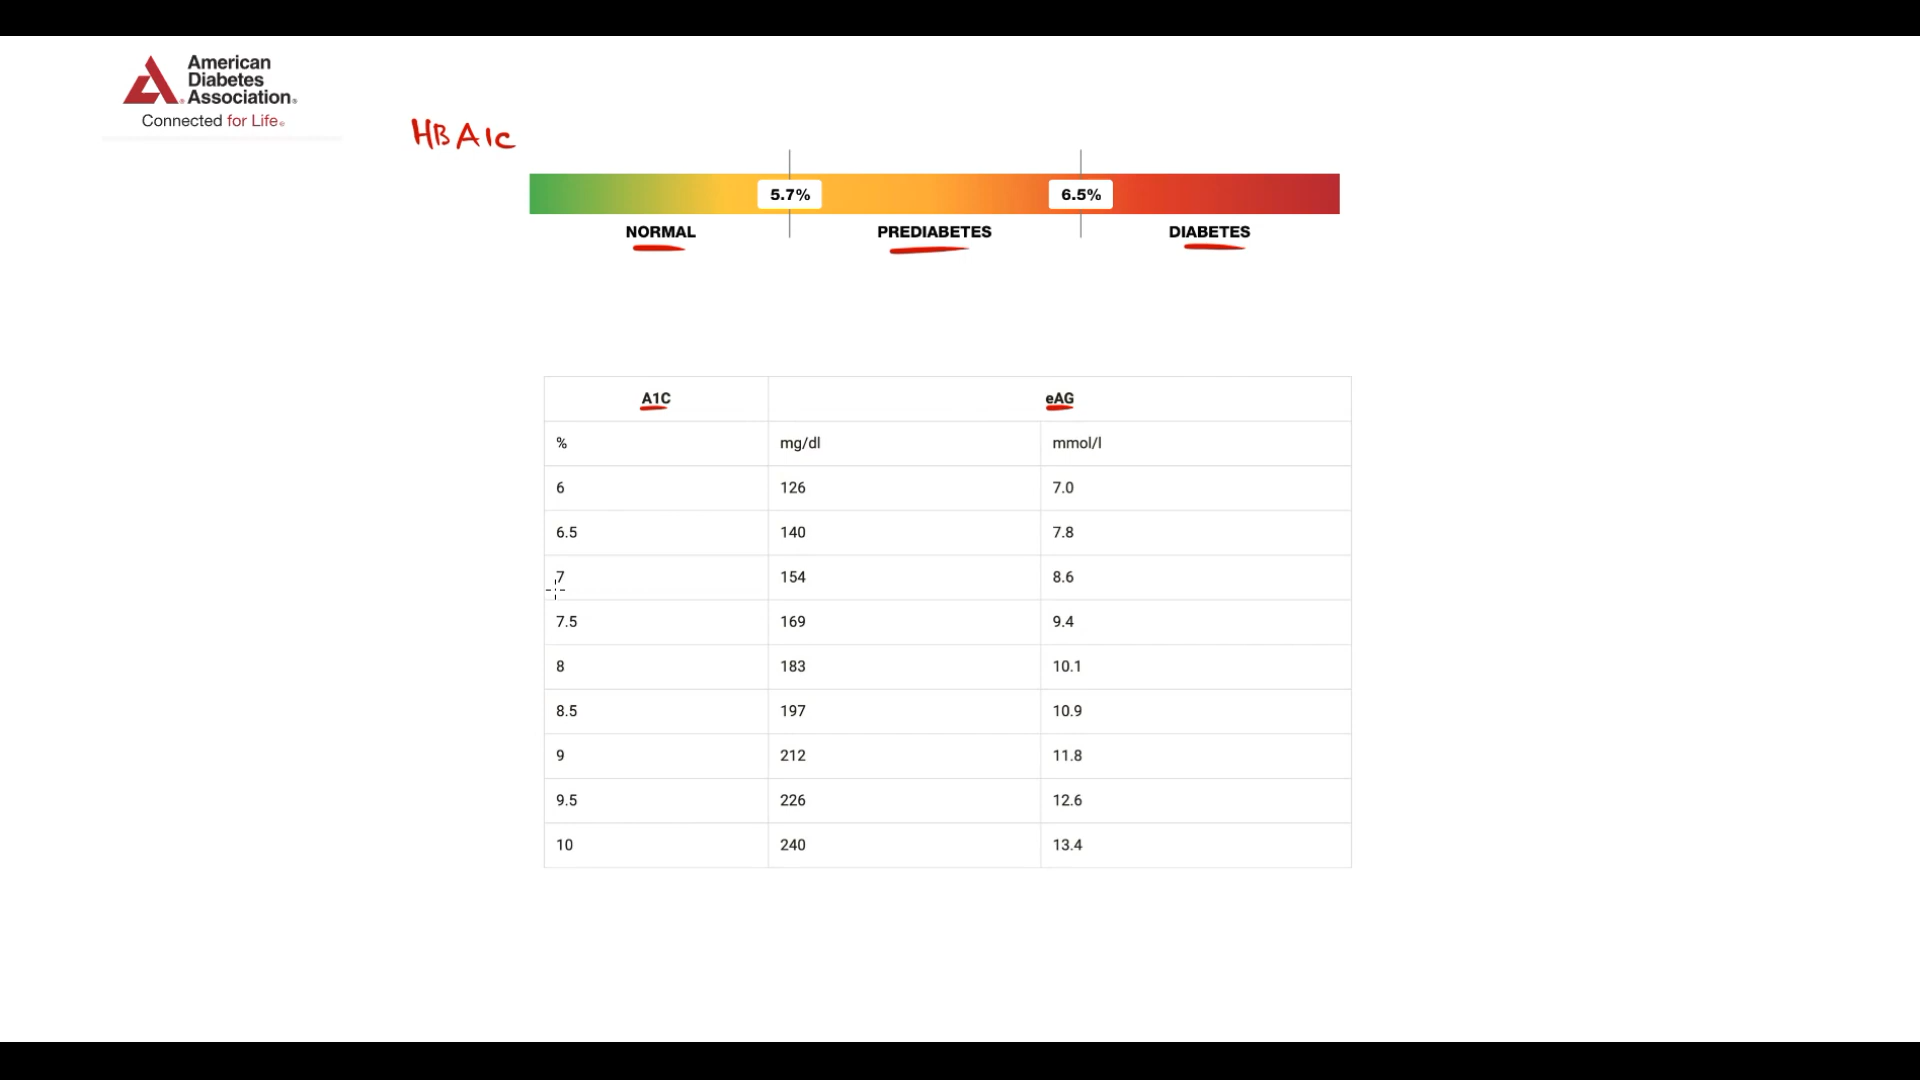 American
Diabetes
Association®
Connected for Life®
HBA1c
5.7% 6.5%
NORMAL PREDIABETES DIABETES
A1C eAG
% mg/dl mmol/l
6 126 7.0
6.5 140 7.8
7 154 8.6
7.5 169 9.4
8 183 10.1
8.5 197 10.9
9 212 11.8
9.5 226 12.6
10 240 13.4